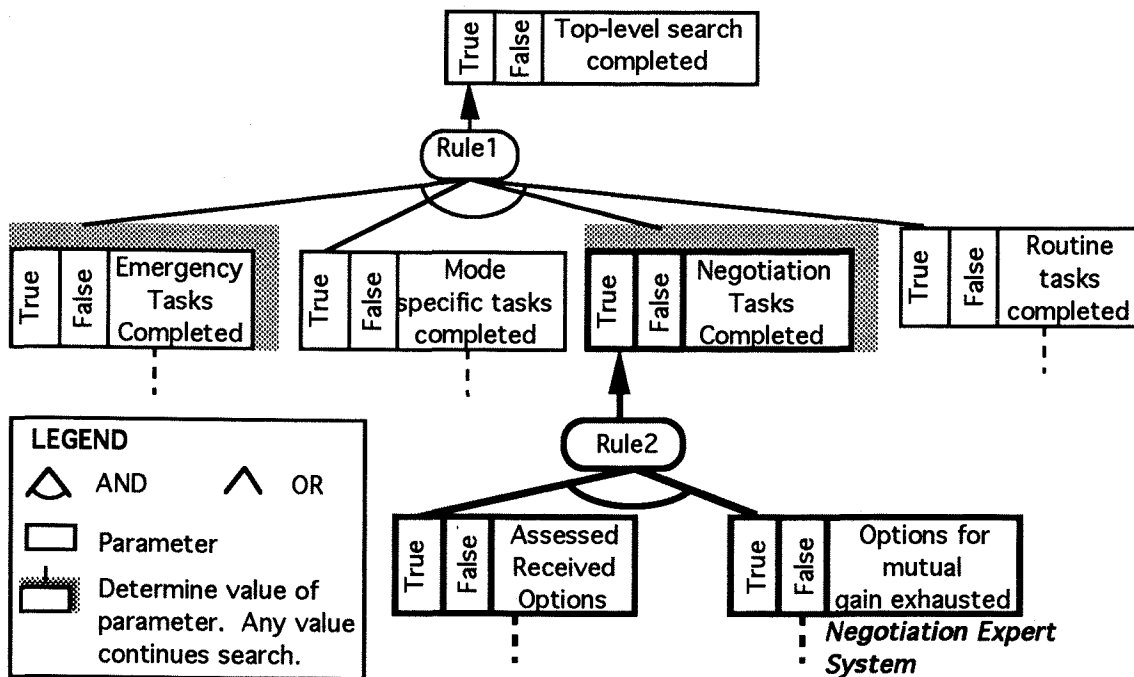 True
False
Top-level search
completed
Rule1
True
False
Emergency
Tasks
Completed
True
False
Mode
specific tasks
completed
True
False
Negotiation
Tasks
Completed
True
False
Routine
tasks
completed
Rule2
True
False
Assessed
Received
Options
True
False
Options for
mutual
gain exhausted
Negotiation Expert
System
LEGEND
AND
OR
Parameter
Determine value of
parameter. Any value
continues search.